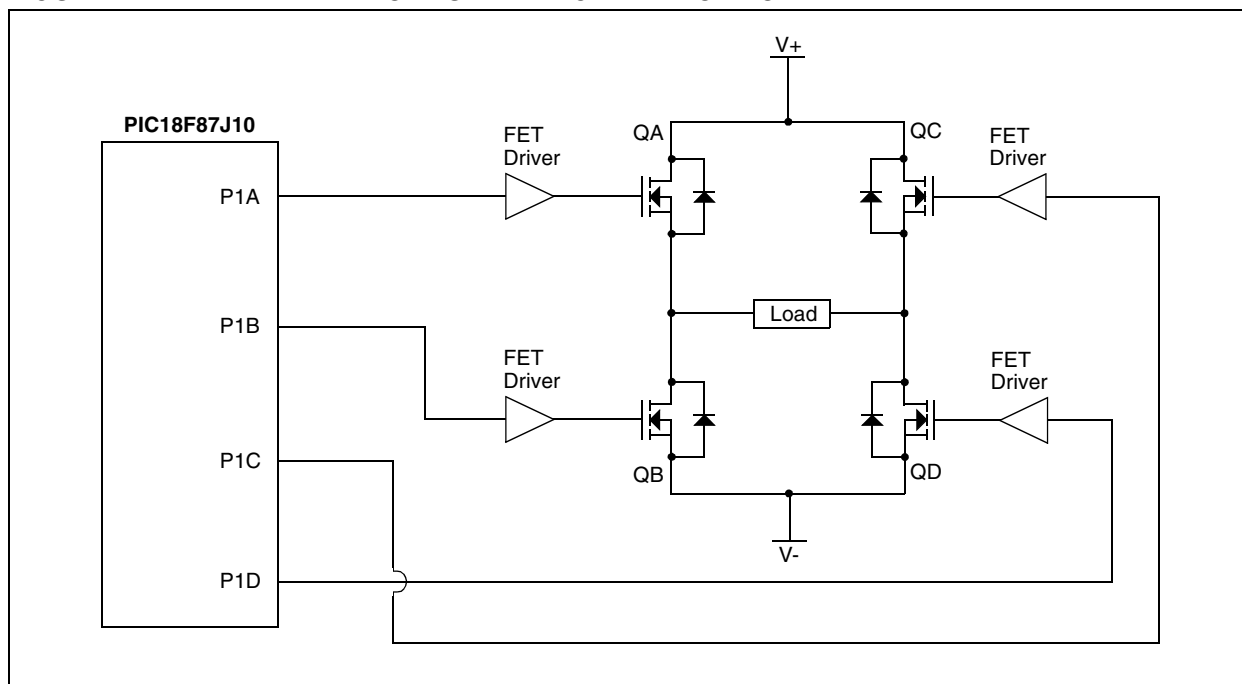 V+
PIC18F87J10
QA
QC
FET
Driver
FET
Driver
P1A
P1B
Load
FET
Driver
FET
Driver
P1C
QB
QD
V-
P1D